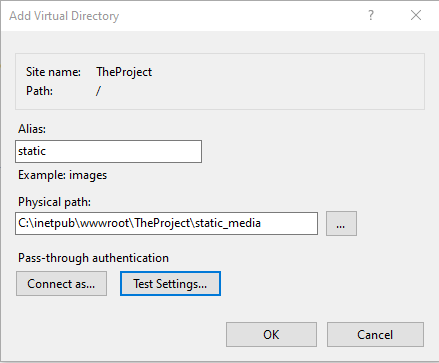 Add Virtual Directory
?
Site name: TheProject
Path: /
Alias:
static
Example: images
Physical path:
C:\inetpub\wwwroot\TheProject\static_media
...
Pass-through authentication
Connect as... Test Settings...
OK Cancel